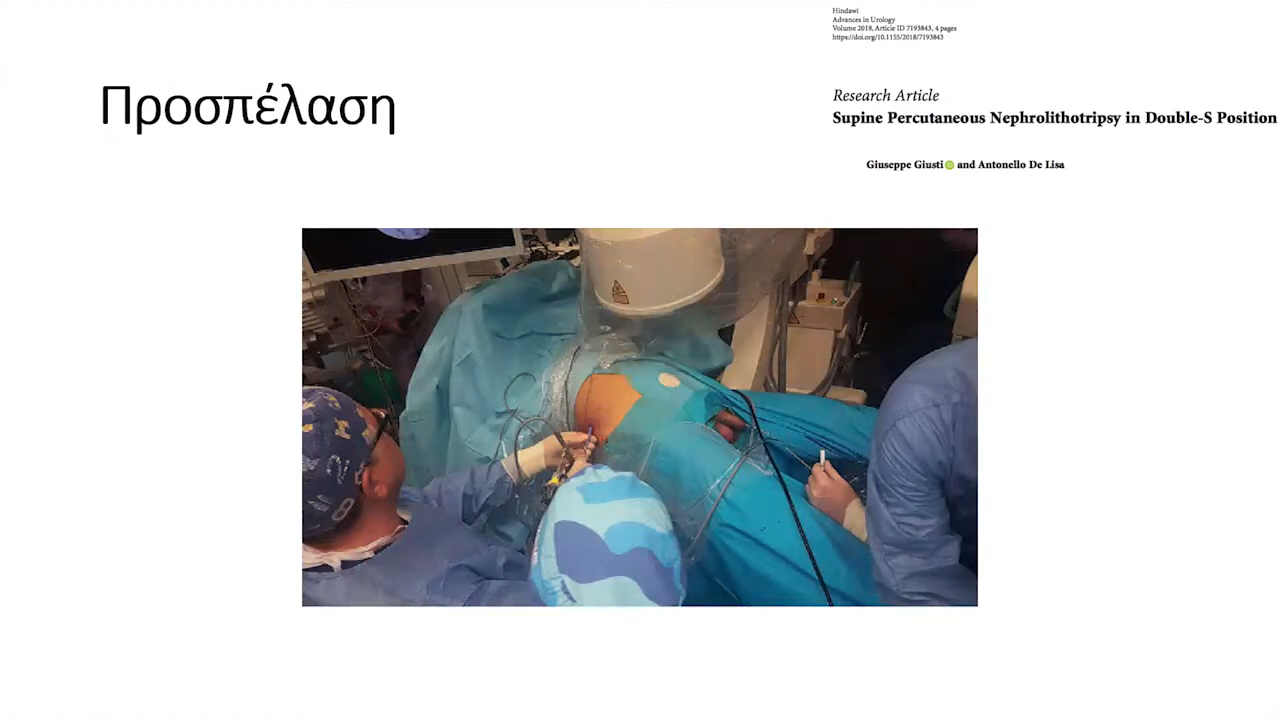 Hindawi
Advances in Urology
Volume 2018, Article ID 7193843, 4 pages
https://doi.org/10.1155/2018/7193843
Προσπέλαση
Research Article
Supine Percutaneous Nephrolithotripsy in Double-S Position
Giuseppe Giusti and Antonello De Lisa